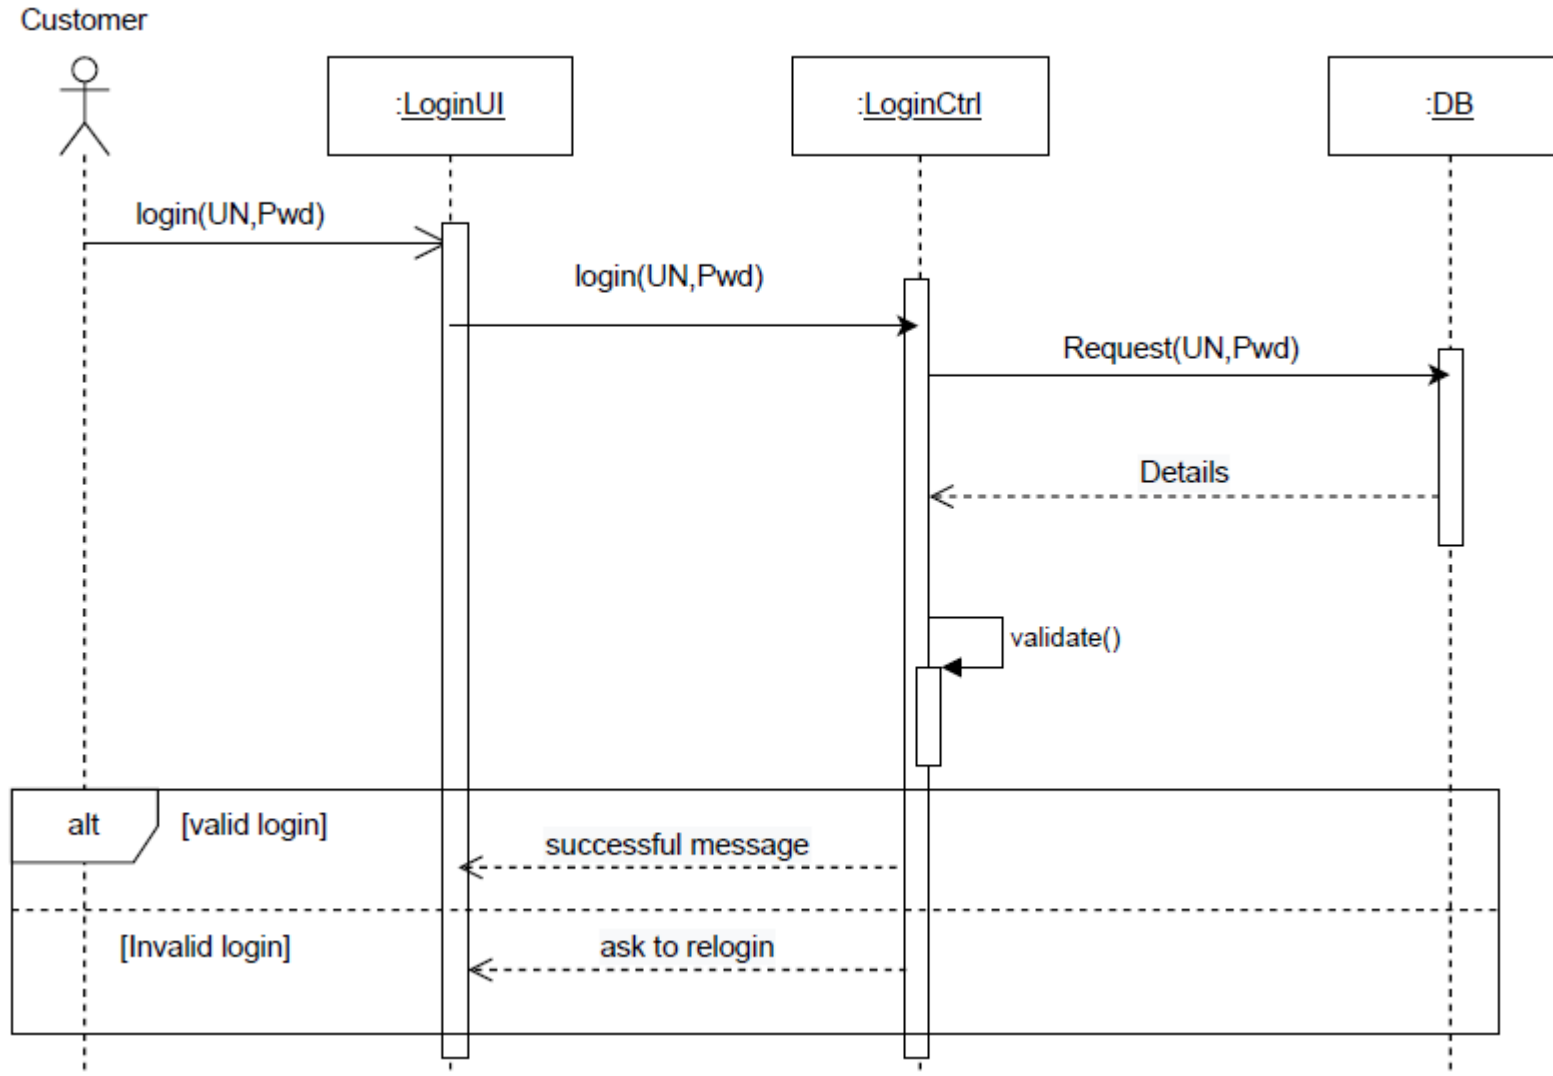 Customer
:LoginUI
:LoginCtrl
:DB
login(UN,Pwd)
login(UN,Pwd)
Request(UN,Pwd)
Details
validate()
alt
[valid login]
successful message
[Invalid login]
ask to relogin